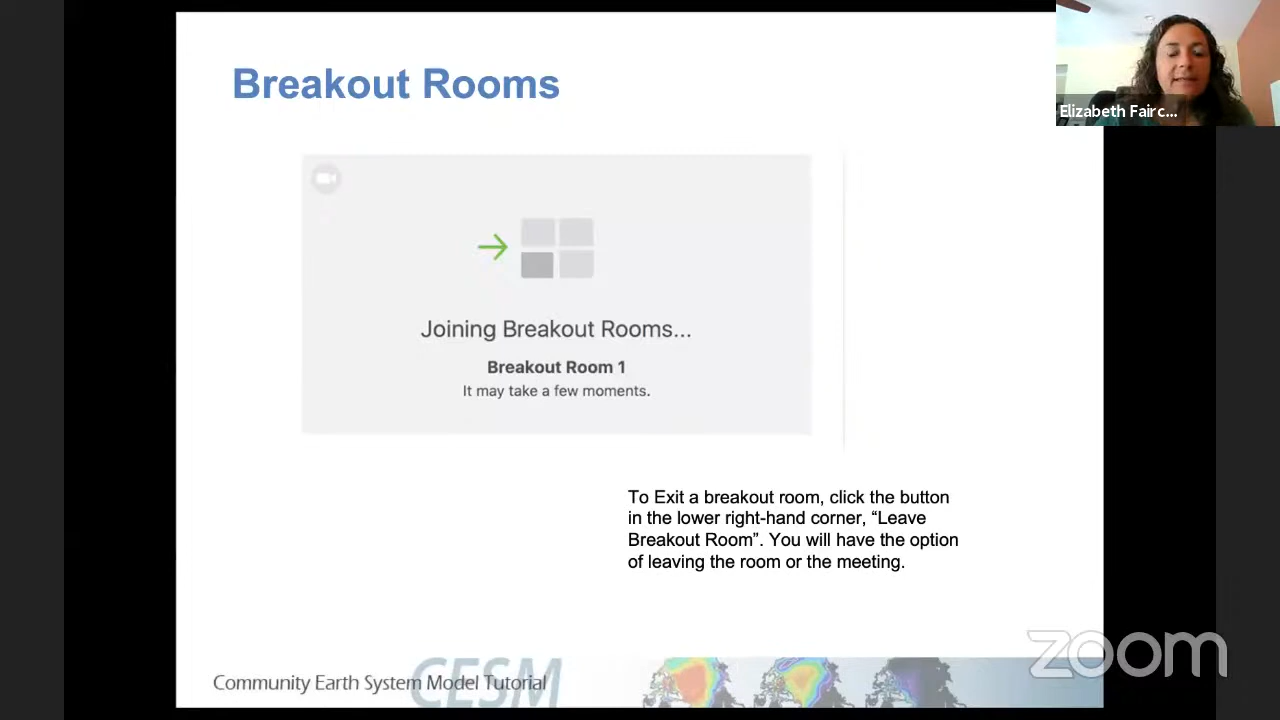 Breakout Rooms
Elizabeth Fairc...
Joining Breakout Rooms...
Breakout Room 1
It may take a few moments.
To Exit a breakout room, click the button
in the lower right-hand corner, “Leave
Breakout Room”. You will have the option
of leaving the room or the meeting.
zoom
CESM
Community Earth System Model Tutorial